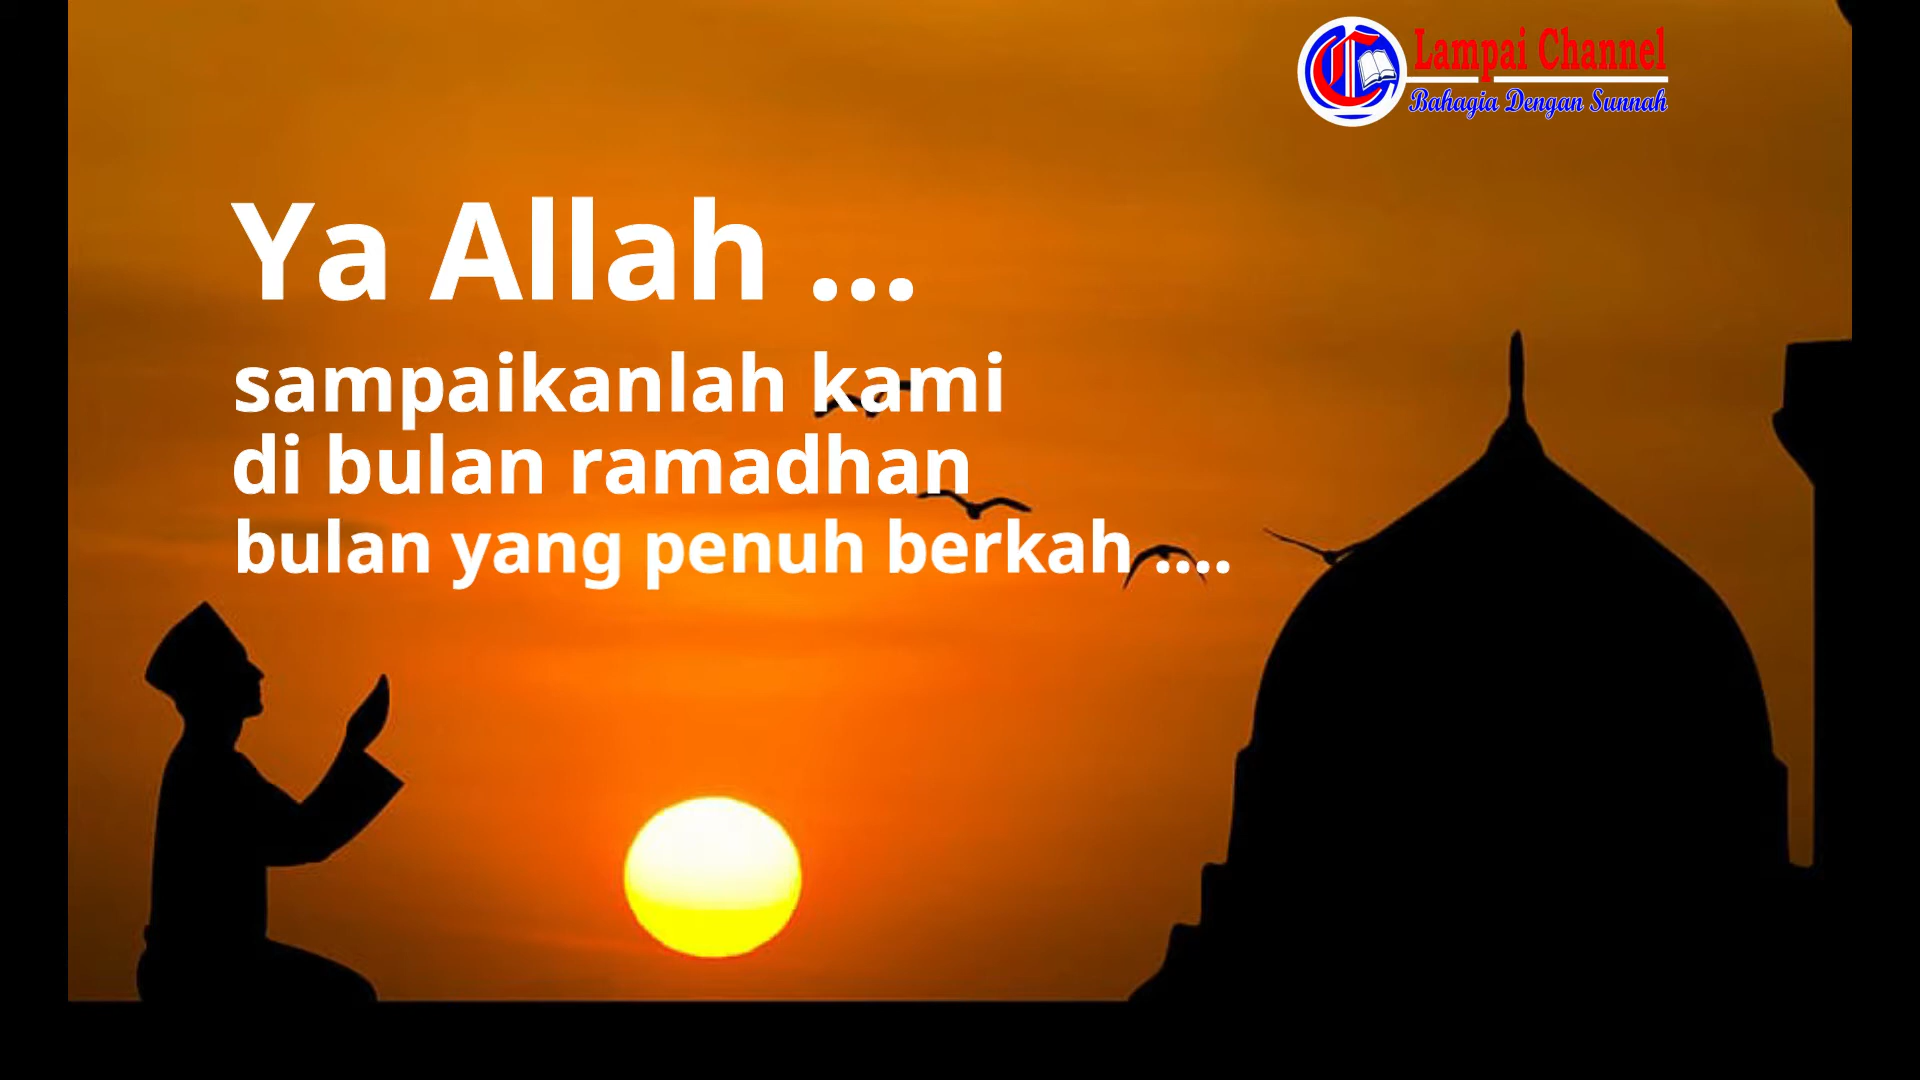 Lampai Channel
Bahagia Dengan Sunnah
Ya Allah ...
sampaikanlah kami
di bulan ramadhan
bulan yang penuh berkah ....